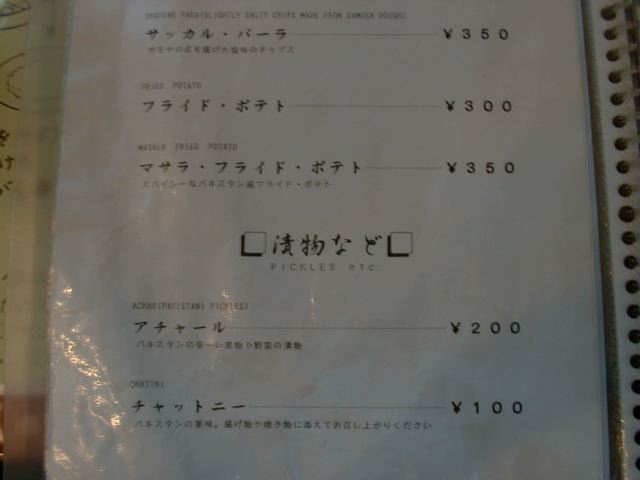 SHAKKAR PARA(SLIGHTLY SALTY CHIPS MADE FROM SAMOSA DOUGH)
サッカル・パーラ ¥350
サモサの皮を揚げた塩味のチップス
FRIED POTATO
フライド・ポテト ¥300
MASALA FRIED POTATO
マサラ・フライド・ポテト ¥350
スパイシーなパキスタン風フライド・ポテト
漬物など
PICKLES etc.
ACHAR(PAKISTANI PICKLES)
アチャール ¥200
パキスタンの辛〜い果物や野菜の漬物
CHATTNI
チャットニー ¥100
パキスタンの薬味。揚げ物や焼き物に添えてお召し上がりください